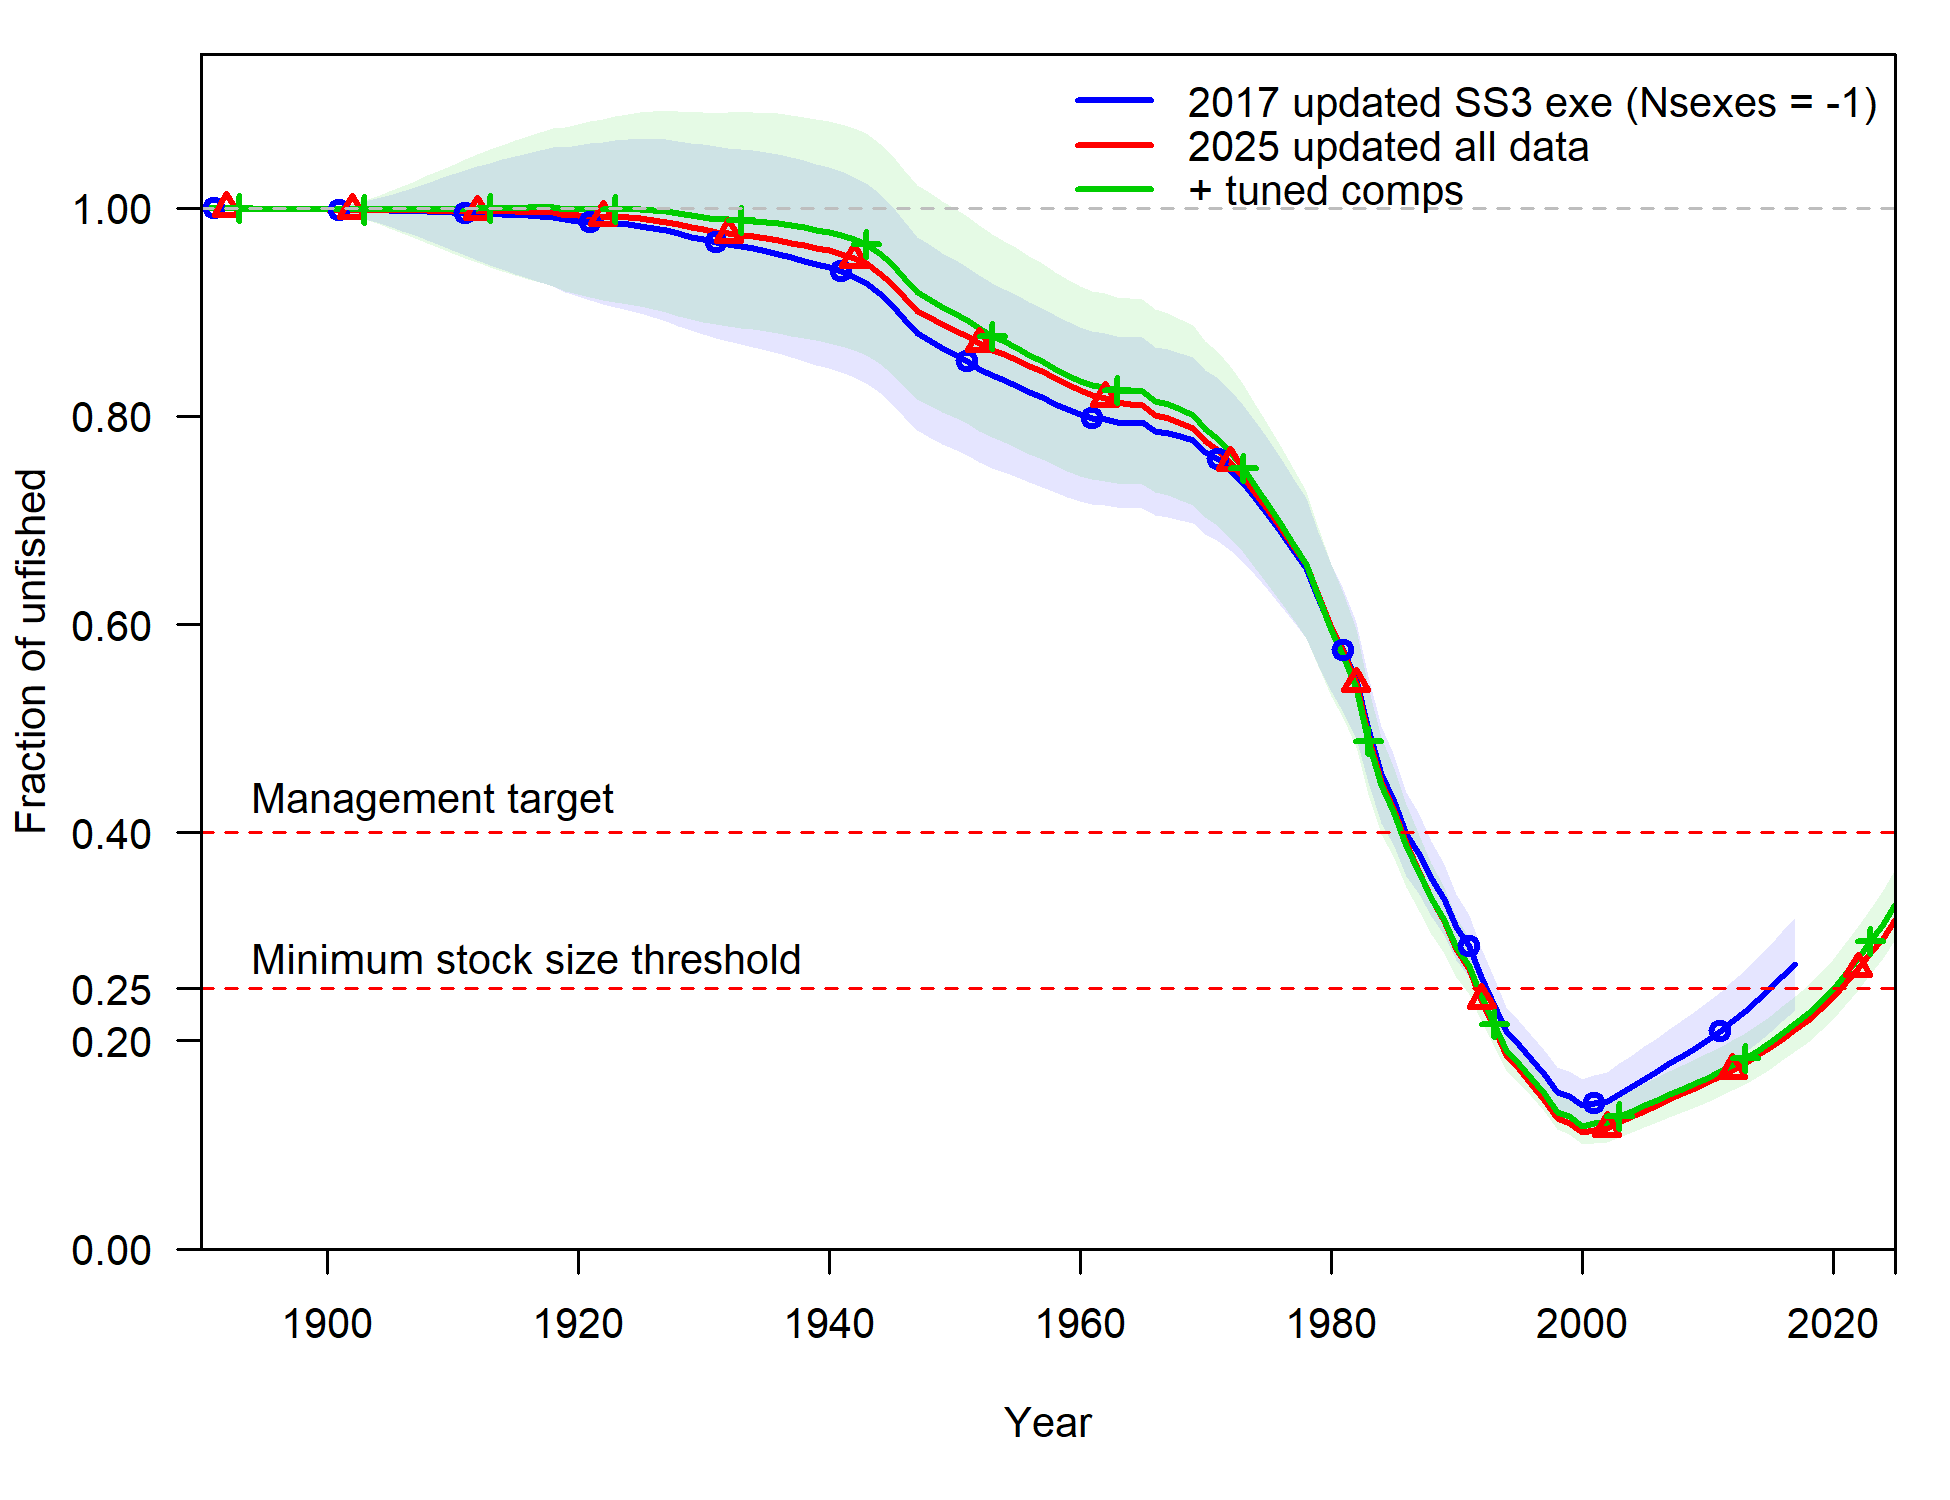 2017 updated SS3 exe (Nsexes = -1)
2025 updated all data
+ tuned comps
1.00
0.80
0.60
Management target
0.40
Minimum stock size threshold
0.25
0.20
0.00
Fraction of unfished
1900 1920 1940 1960 1980 2000 2020
Year